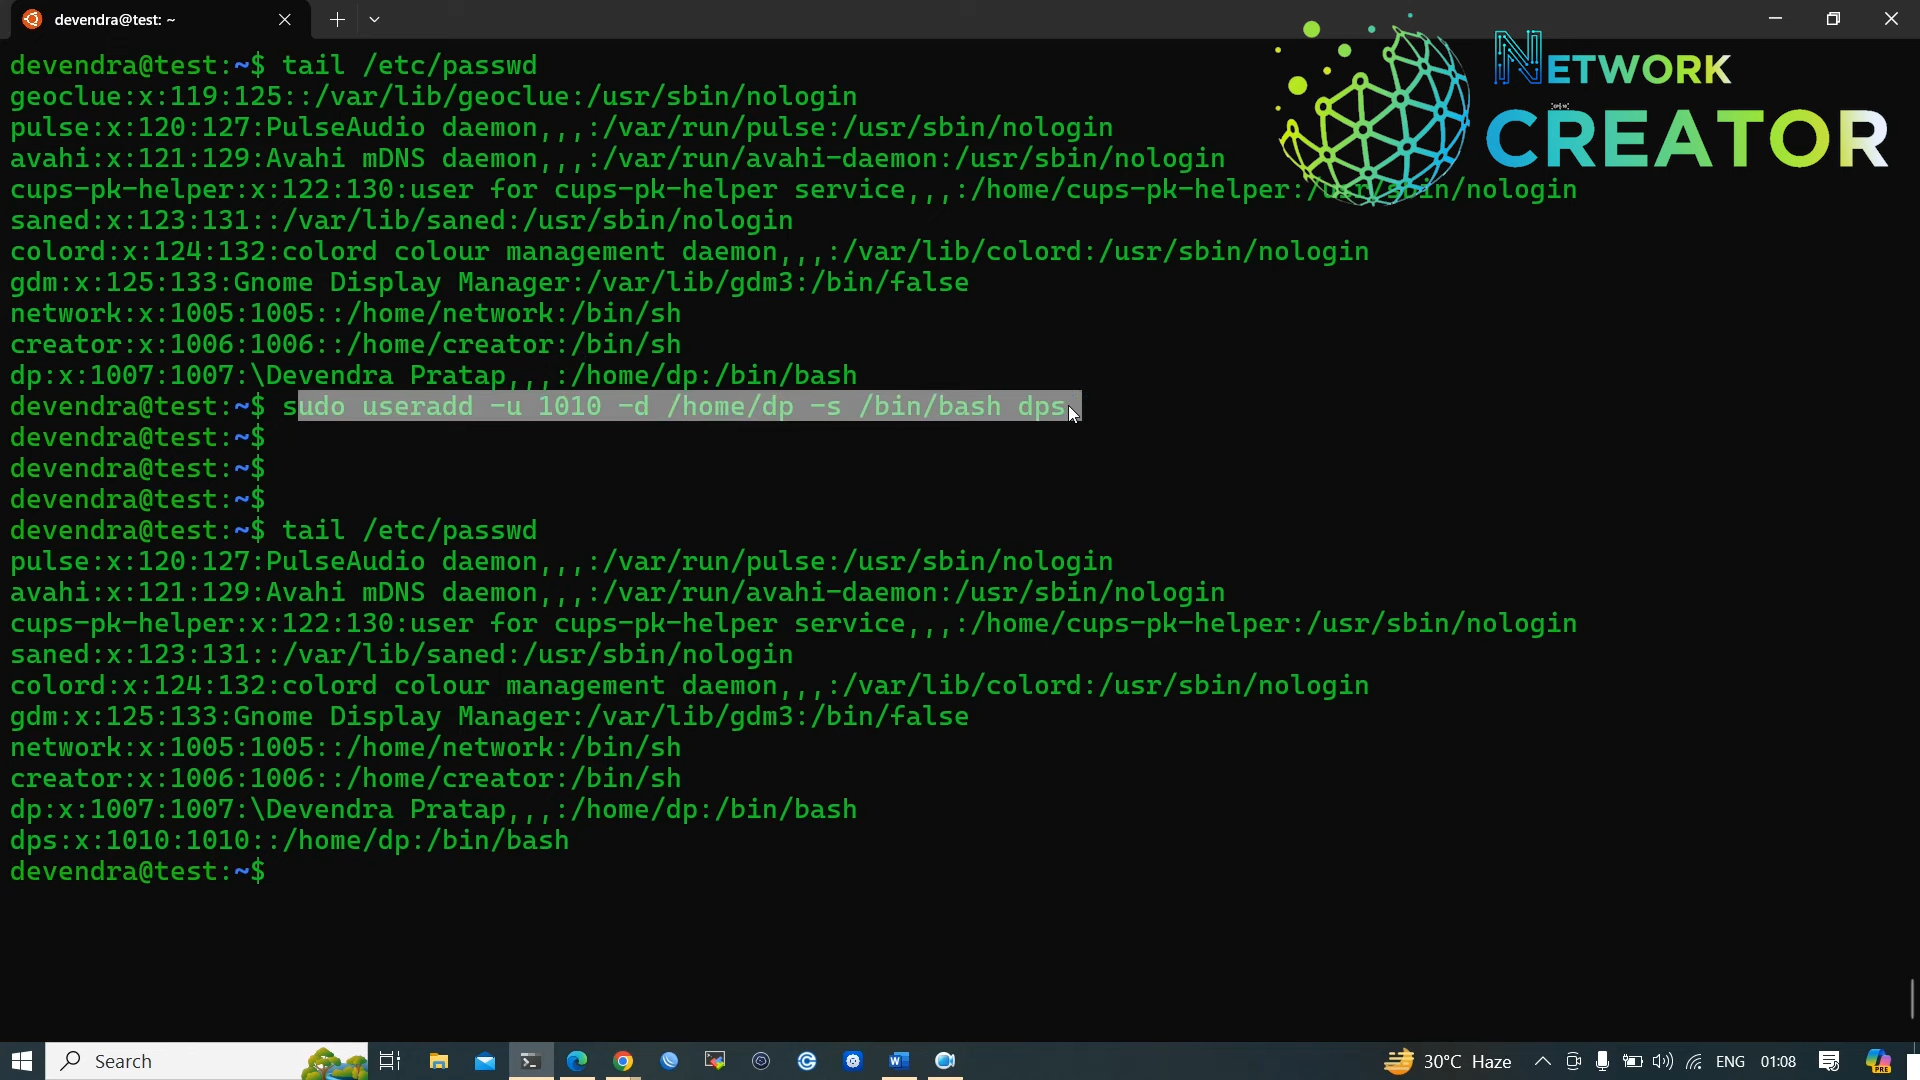 devendra@test: ~
devendra@test:~$ tail /etc/passwd
geoclue:x:119:125::/var/lib/geoclue:/usr/sbin/nologin
pulse:x:120:127:PulseAudio daemon,,,:/var/run/pulse:/usr/sbin/nologin
avahi:x:121:129:Avahi mDNS daemon,,,:/var/run/avahi-daemon:/usr/sbin/nologin
cups-pk-helper:x:122:130:user for cups-pk-helper service,,,:/home/cups-pk-helper:/usr/sbin/nologin
saned:x:123:131::/var/lib/saned:/usr/sbin/nologin
colord:x:124:132:colord colour management daemon,,,:/var/lib/colord:/usr/sbin/nologin
gdm:x:125:133:Gnome Display Manager:/var/lib/gdm3:/bin/false
network:x:1005:1005::/home/network:/bin/sh
creator:x:1006:1006::/home/creator:/bin/sh
dp:x:1007:1007:\Devendra Pratap,,,:/home/dp:/bin/bash
devendra@test:~$ sudo useradd -u 1010 -d /home/dp -s /bin/bash dps
devendra@test:~$
devendra@test:~$
devendra@test:~$
devendra@test:~$ tail /etc/passwd
pulse:x:120:127:PulseAudio daemon,,,:/var/run/pulse:/usr/sbin/nologin
avahi:x:121:129:Avahi mDNS daemon,,,:/var/run/avahi-daemon:/usr/sbin/nologin
cups-pk-helper:x:122:130:user for cups-pk-helper service,,,:/home/cups-pk-helper:/usr/sbin/nologin
saned:x:123:131::/var/lib/saned:/usr/sbin/nologin
colord:x:124:132:colord colour management daemon,,,:/var/lib/colord:/usr/sbin/nologin
gdm:x:125:133:Gnome Display Manager:/var/lib/gdm3:/bin/false
network:x:1005:1005::/home/network:/bin/sh
creator:x:1006:1006::/home/creator:/bin/sh
dp:x:1007:1007:\Devendra Pratap,,,:/home/dp:/bin/bash
dps:x:1010:1010::/home/dp:/bin/bash
devendra@test:~$
NETWORK
CREATOR
Search
30°C Haze
ENG
01:08
PRE